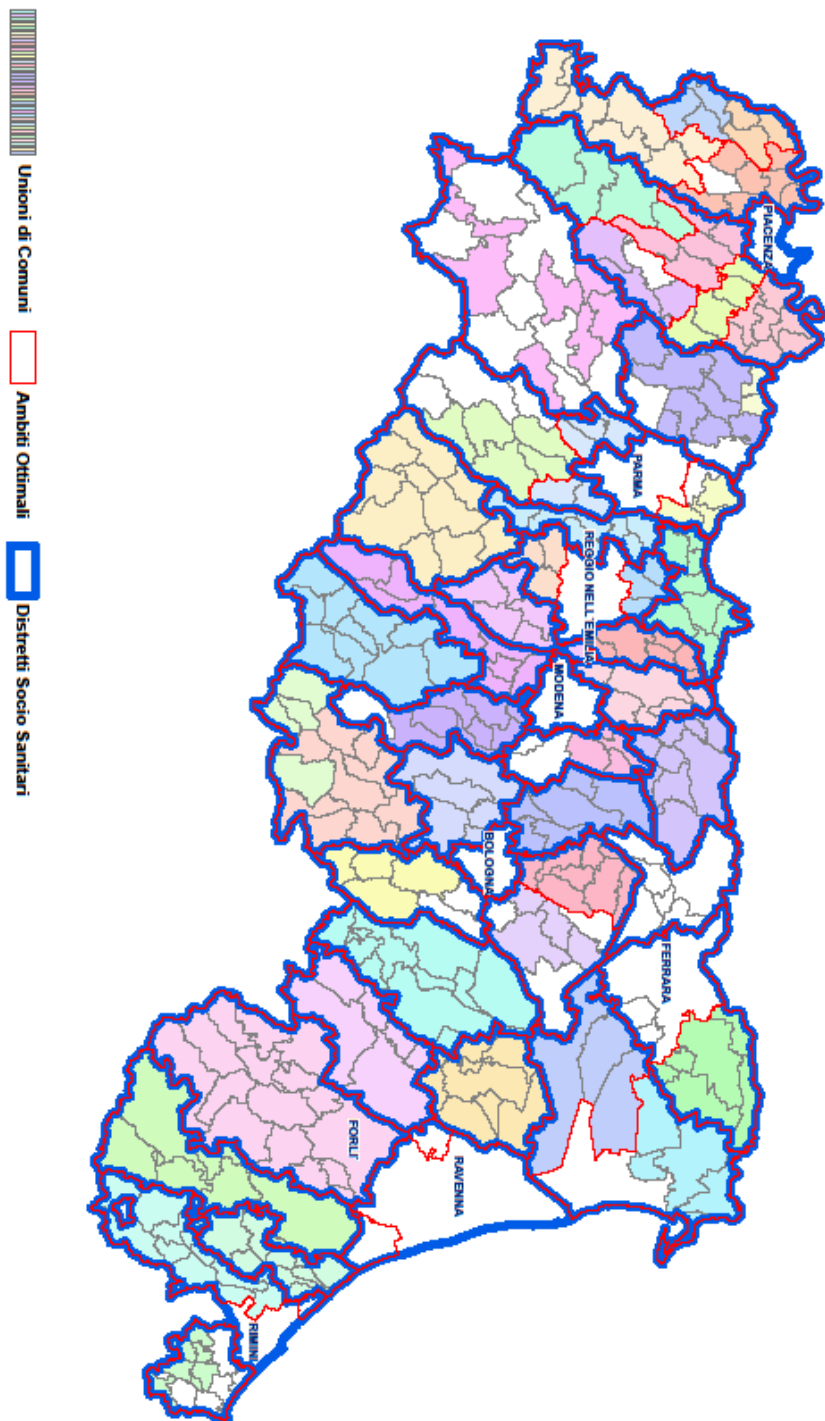 PIACENZA
PARMA
REGGIO NELL'EMILIA
MODENA
BOLOGNA
FERRARA
RAVENNA
FORLI'
RIMINI
Unioni di Comuni
Ambiti Ottimali
Distretti Socio Sanitari